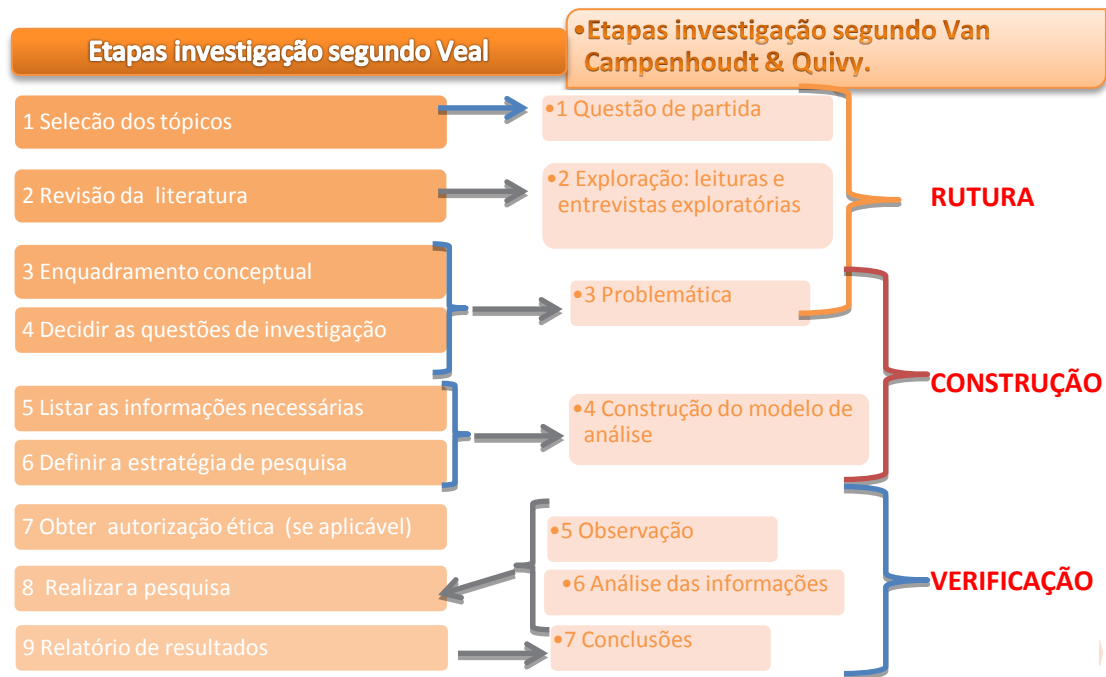 Etapas investigação segundo Veal
•Etapas investigação segundo Van
Campenhoudt & Quivy.
1 Selecão dos tópicos
2 Revisão da literatura
3 Enquadramento conceptual
4 Decidir as questões de investigação
5 Listar as informações necessárias
6 Definir a estratégia de pesquisa
7 Obter autorização ética (se aplicável)
8 Realizar a pesquisa
9 Relatório de resultados
•1 Questão de partida
•2 Exploração: leituras e
entrevistas exploratórias
•3 Problemática
•4 Construção do modelo de
análise
•5 Observação
•6 Análise das informações
•7 Conclusões
RUTURA
CONSTRUÇÃO
VERIFICAÇÃO